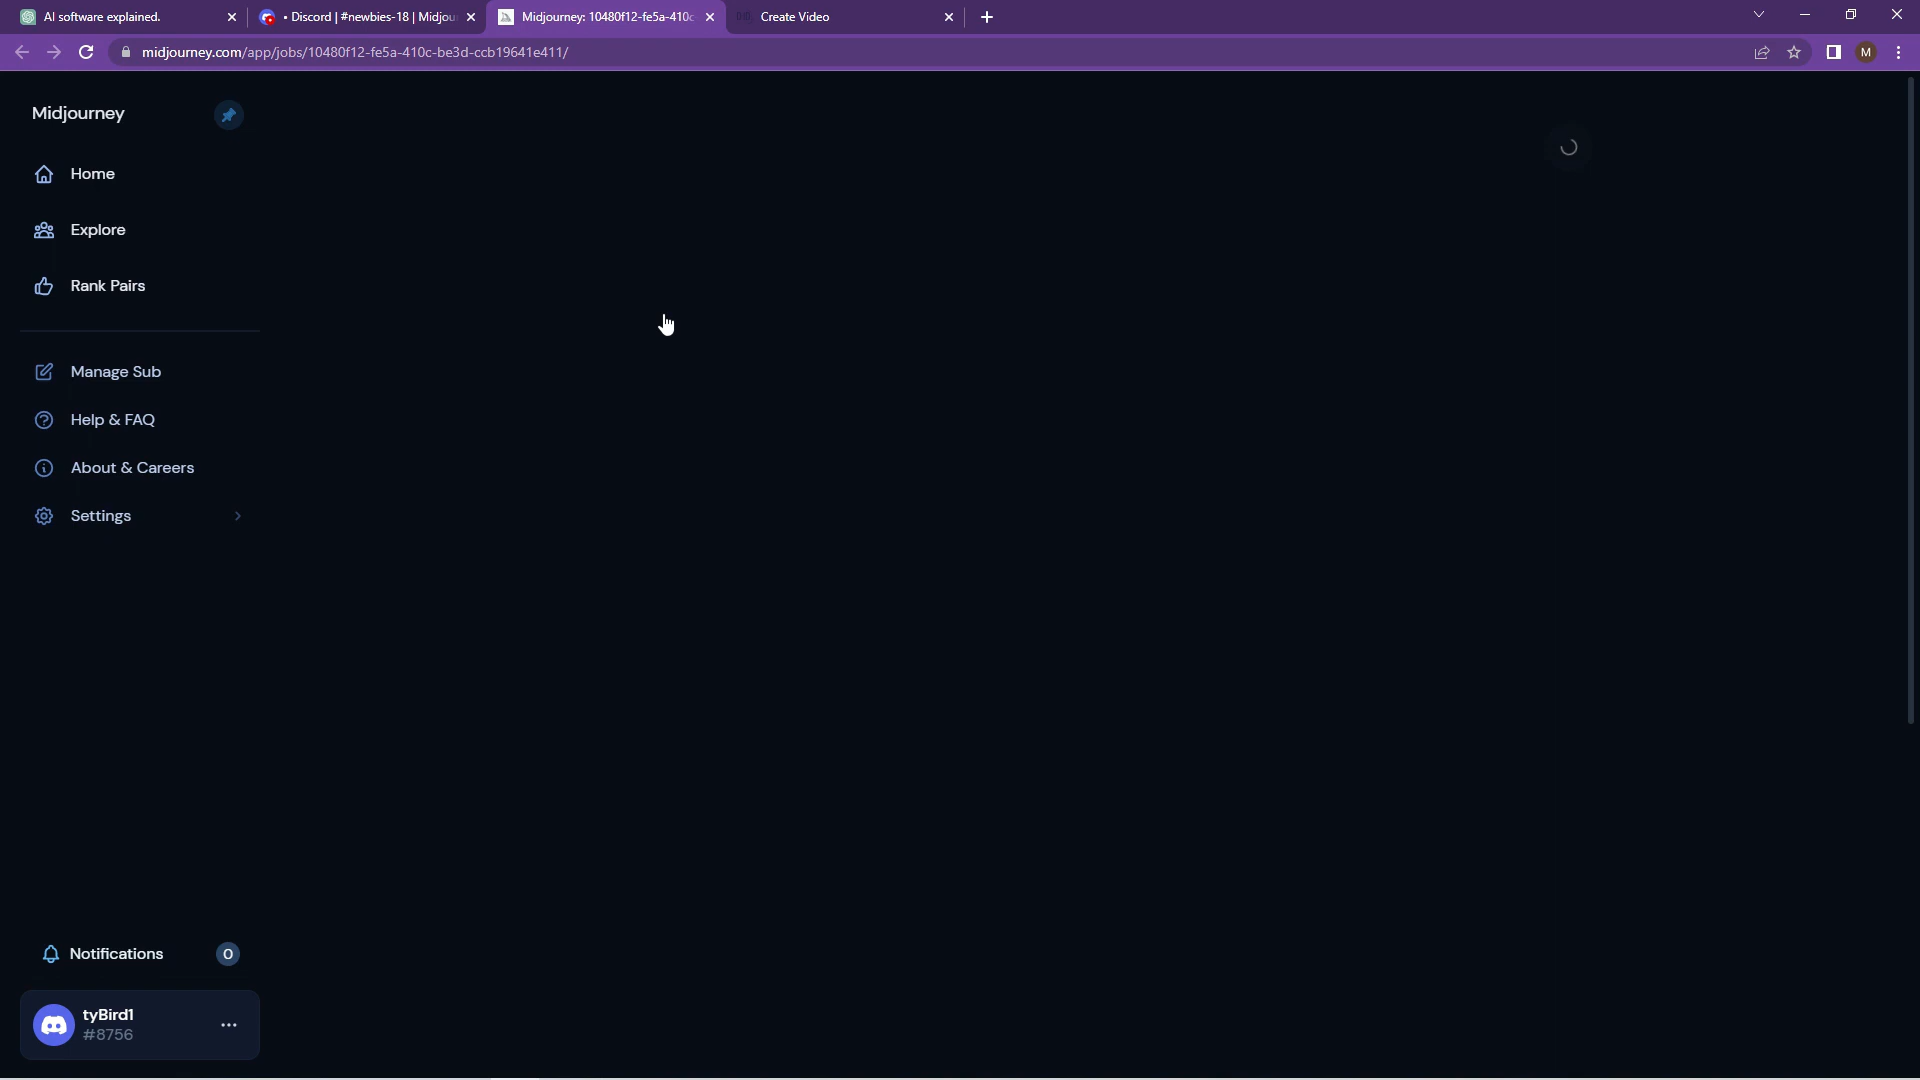 AI software explained.
• Discord | #newbies-18 | Midjou
Midjourney: 10480f12-fe5a-410c
Create Video
midjourney.com/app/jobs/10480f12-fe5a-410c-be3d-ccb19641e411/
M
Midjourney
Home
Explore
Rank Pairs
Manage Sub
Help & FAQ
About & Careers
Settings
Notifications
0
tyBird1
#8756